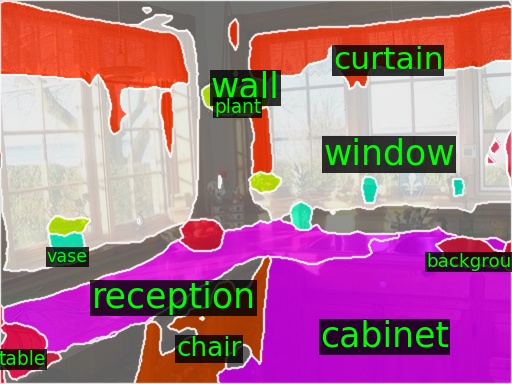 curtain
wall
plant
window
vase
backgrou
reception
cabinet
chair
table